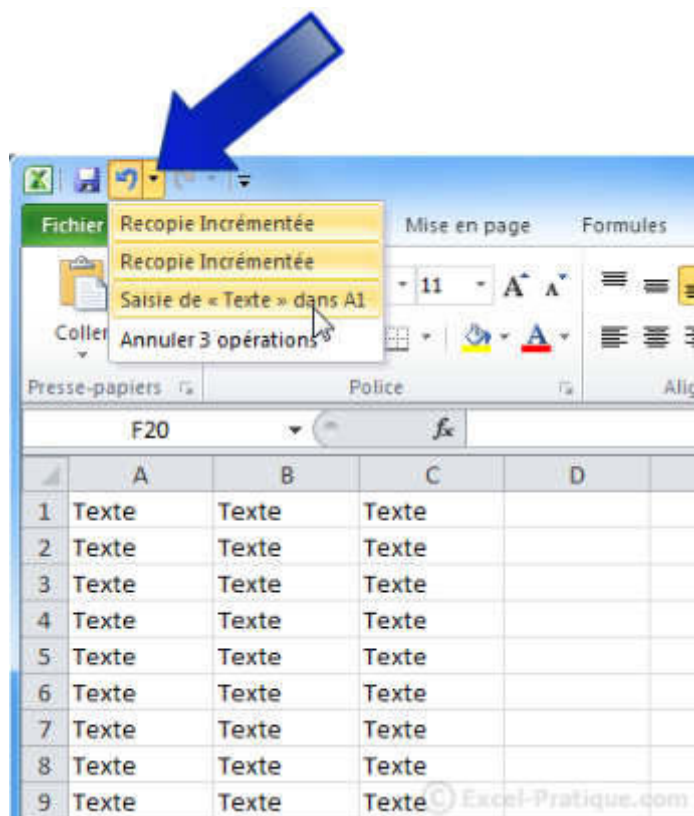 Recopie Incrémentée
Fichier
Mise en page
Formules
Recopie Incrémentée
Saisie de « Texte » dans A1
11
A A
Coller
Annuler 3 opérations
A
Presse-papiers
Police
F20
fx
A B C D
1 Texte Texte Texte
2 Texte Texte Texte
3 Texte Texte Texte
4 Texte Texte Texte
5 Texte Texte Texte
6 Texte Texte Texte
7 Texte Texte Texte
8 Texte Texte Texte
9 Texte Texte Texte
(C) Excel-Pratique.com